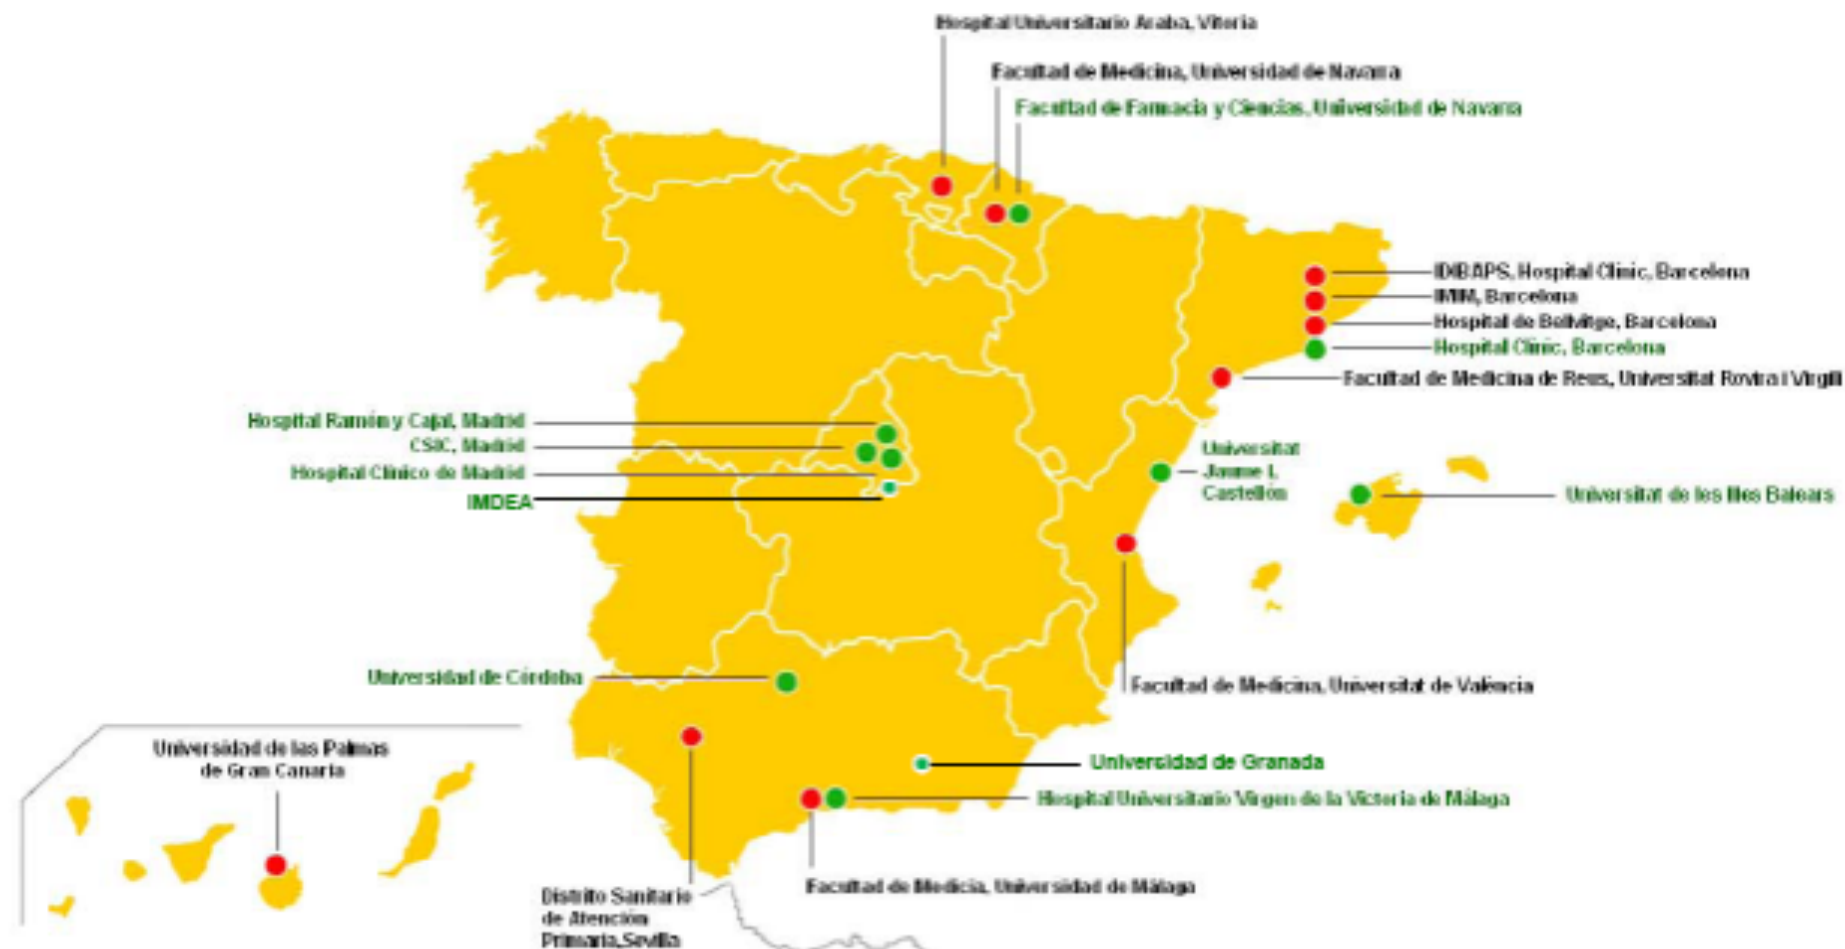 Hospital Universitario Araba, Vitoria
Facultad de Medicina, Universidad de Navarra
Facultad de Farmacia y Ciencias, Universidad de Navarra
IDIBAPS, Hospital Clinic, Barcelona
IMIM, Barcelona
Hospital de Bellvitge, Barcelona
Hospital Clinic, Barcelona
Facultad de Medicina de Reus, Universitat Rovira i Virgili
Hospital Ramón y Cajal, Madrid
CSIC, Madrid
Hospital Clínico de Madrid
IMDEA
Universitat
Jaume I,
Castellón
Universitat de les Illes Balears
Universidad de Córdoba
Facultad de Medicina, Universitat de València
Universidad de las Palmas
de Gran Canaria
Universidad de Granada
Hospital Universitario Virgen de la Victoria de Málaga
Facultad de Medicia, Universidad de Málaga
Distrito Sanitario
de Atención
Primaria, Sevilla